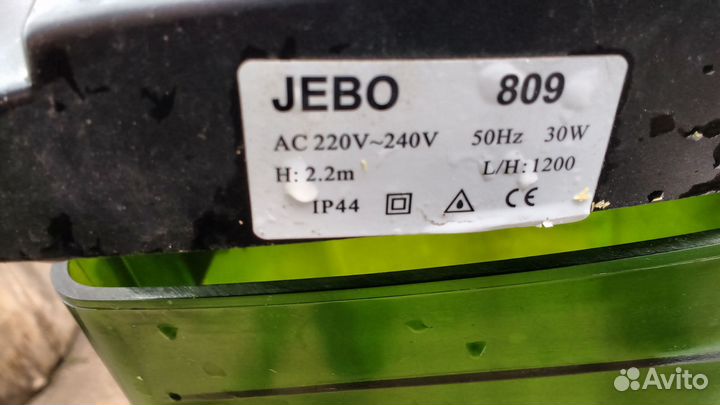 JEBO 809
AC 220V~240V 50Hz 30W
H: 2.2m L/H:1200
IP44 CE
Avito